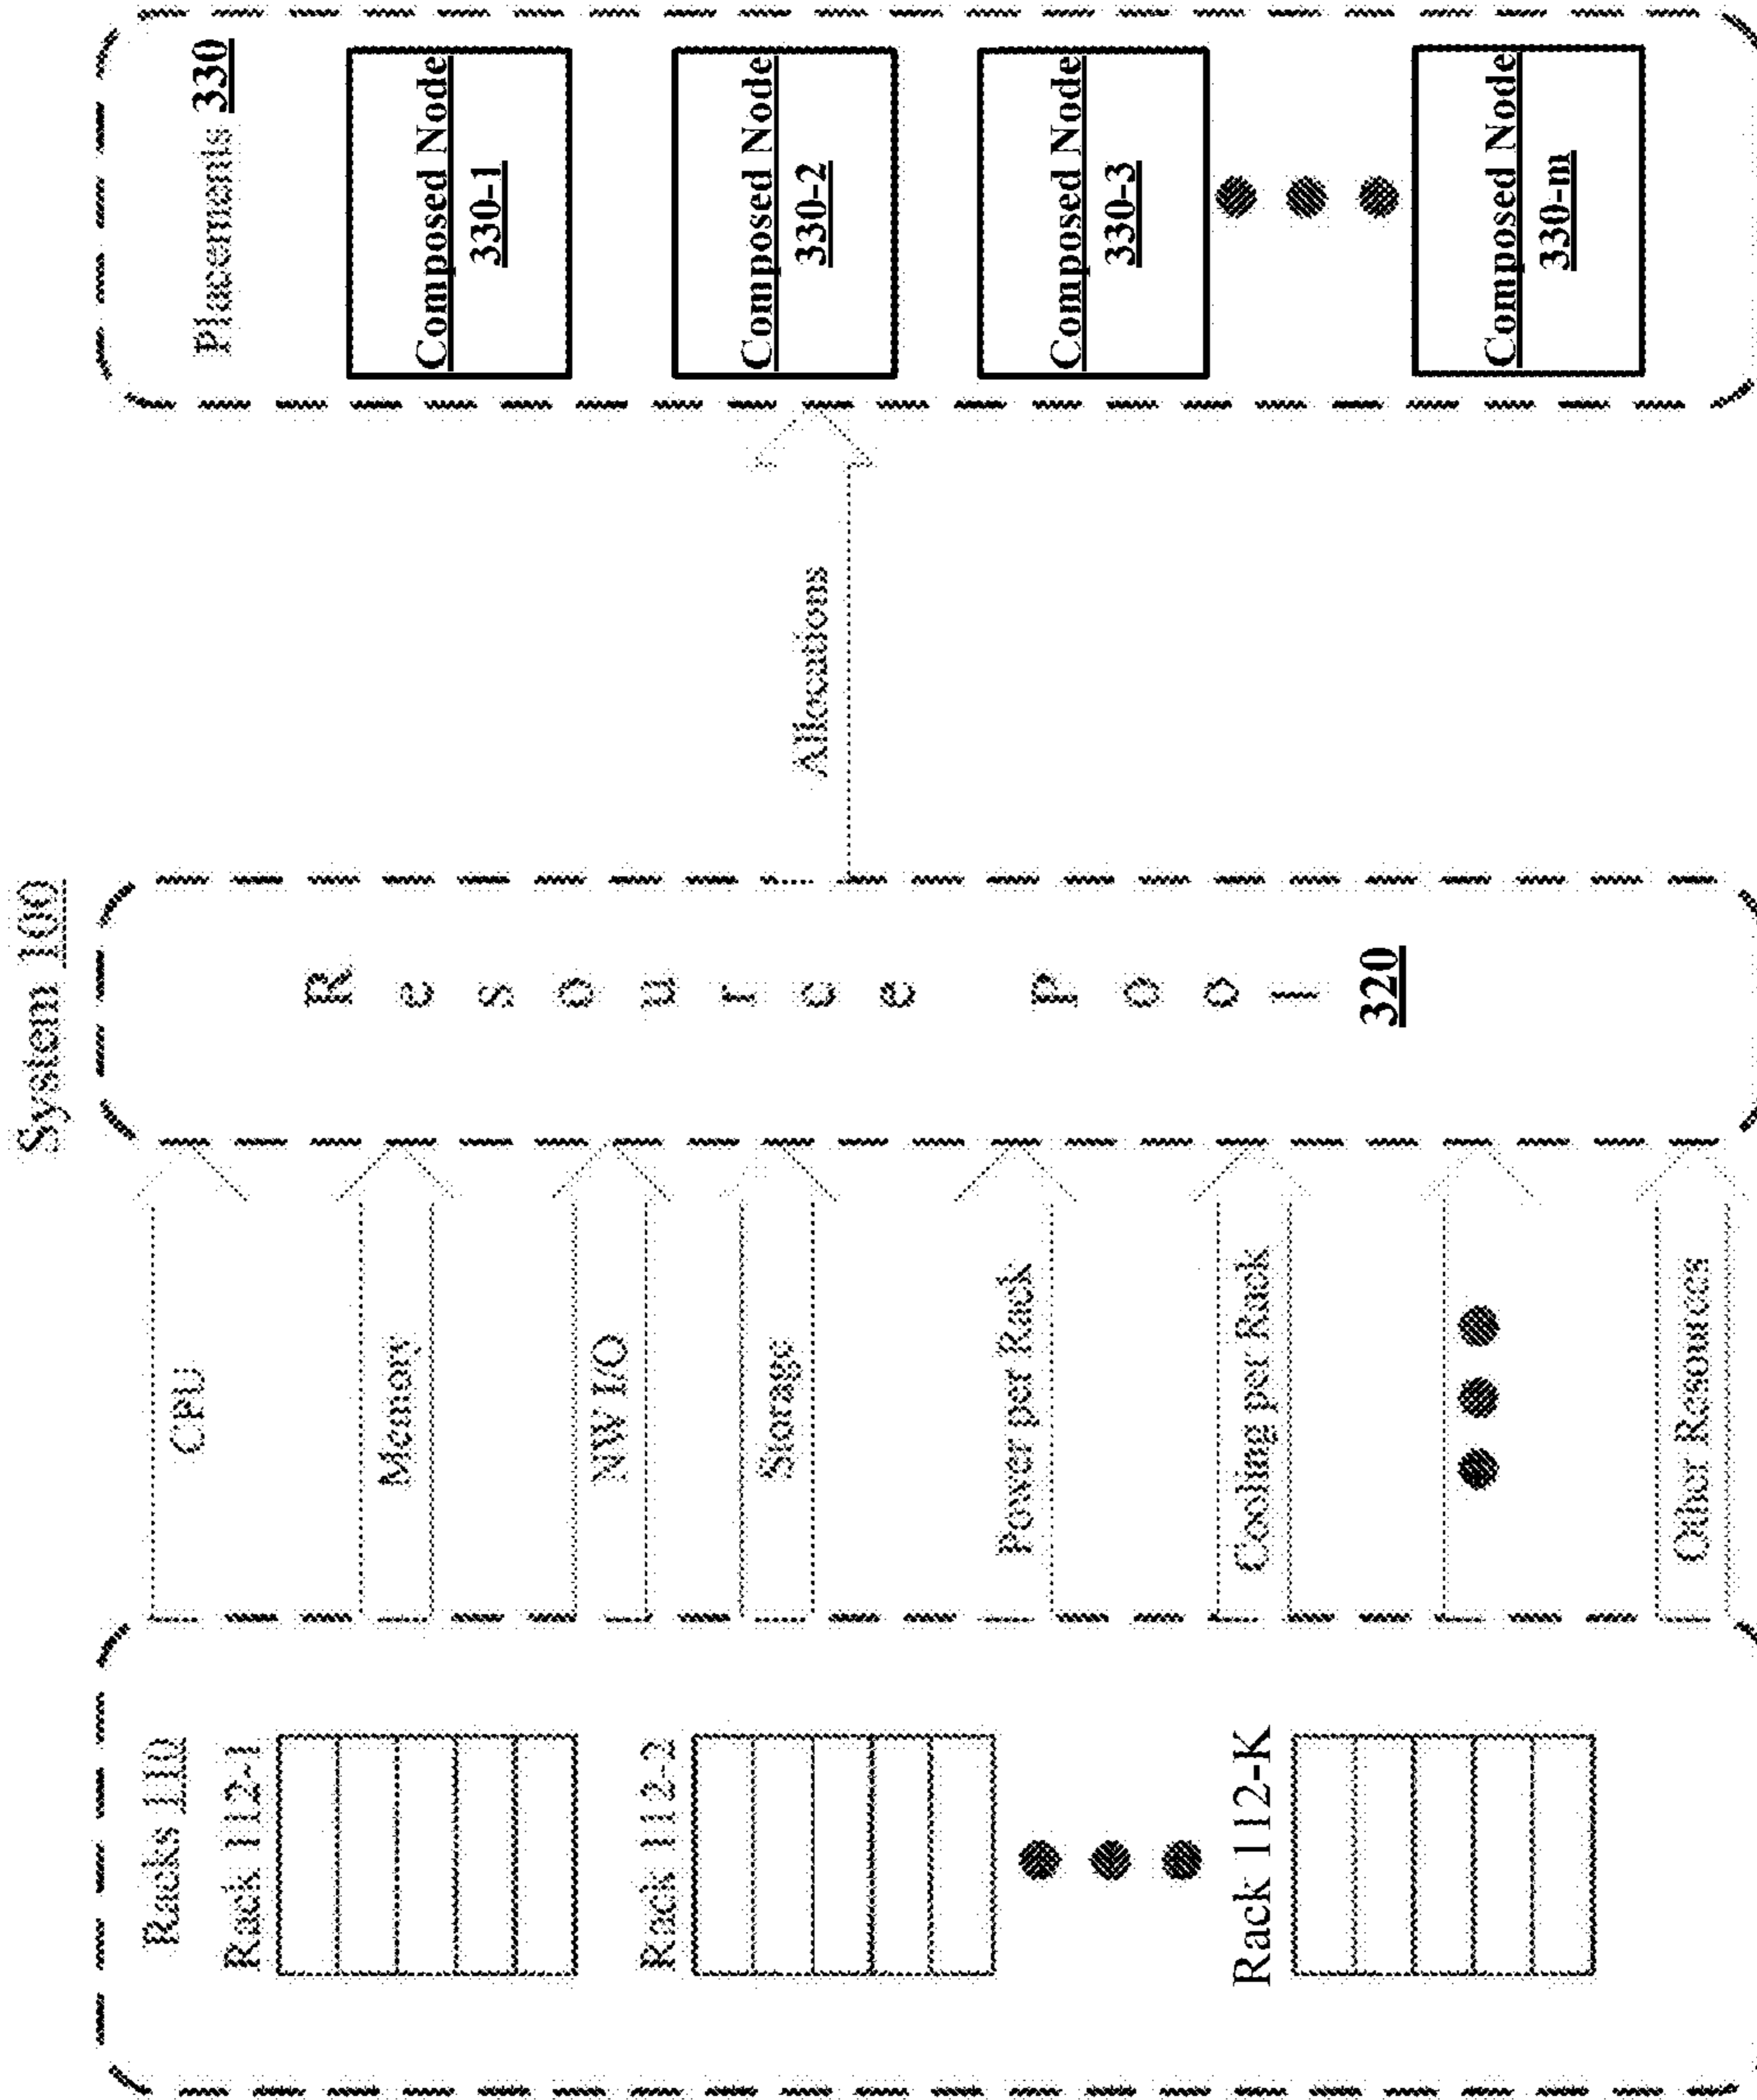 System 100
Racks 110
Rack 112-1
Rack 112-2
Rack 112-K
CPU
Memory
NW I/O
Storage
Power per Rack
Cooling per Rack
Other Resources
Resource Pool
320
Allocations
Placements 330
Composed Node
330-1
Composed Node
330-2
Composed Node
330-3
Composed Node
330-m